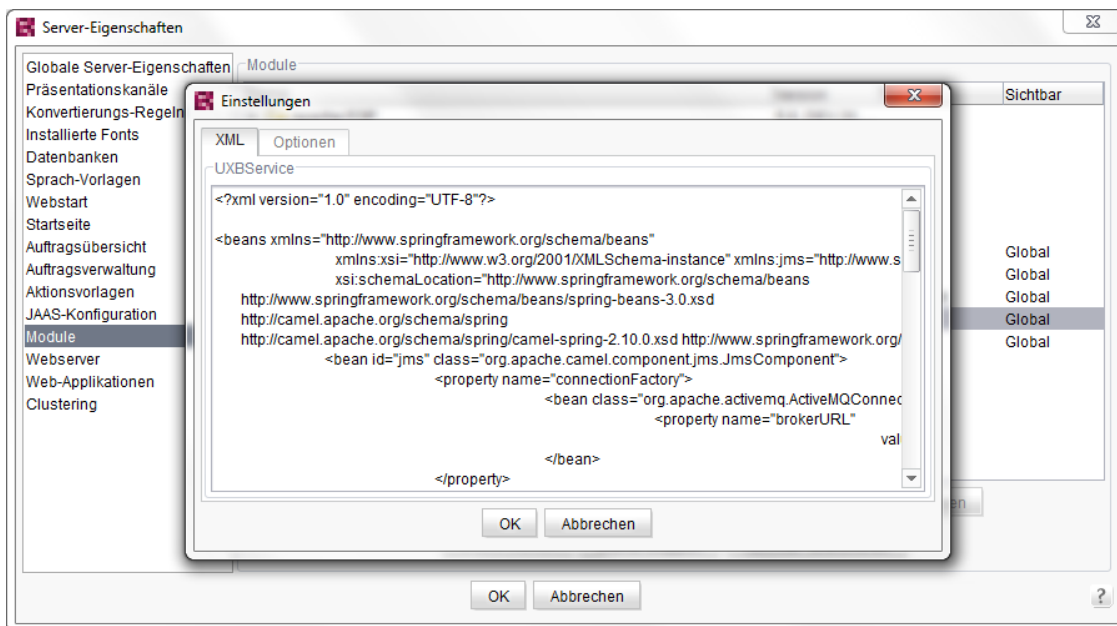 Server-Eigenschaften
Globale Server-Eigenschaften
Präsentationskanäle
Konvertierungs-Regeln
Installierte Fonts
Datenbanken
Sprach-Vorlagen
Webstart
Startseite
Auftragsübersicht
Auftragsverwaltung
Aktionsvorlagen
JAAS-Konfiguration
Module
Webserver
Web-Applikationen
Clustering
Module
Sichtbar
Global
Global
Global
Global
Global
Einstellungen
XML Optionen
UXBService
<?xml version="1.0" encoding="UTF-8"?>
<beans xmlns="http://www.springframework.org/schema/beans"
xmlns:xsi="http://www.w3.org/2001/XMLSchema-instance" xmlns:jms="http://www.s
xsi:schemaLocation="http://www.springframework.org/schema/beans
http://www.springframework.org/schema/beans/spring-beans-3.0.xsd
http://camel.apache.org/schema/spring
http://camel.apache.org/schema/spring/camel-spring-2.10.0.xsd http://www.springframework.org/
<bean id="jms" class="org.apache.camel.component.jms.JmsComponent">
<property name="connectionFactory">
<bean class="org.apache.activemq.ActiveMQConnec
<property name="brokerURL"
val
</bean>
</property>
OK Abbrechen
en
OK Abbrechen
?